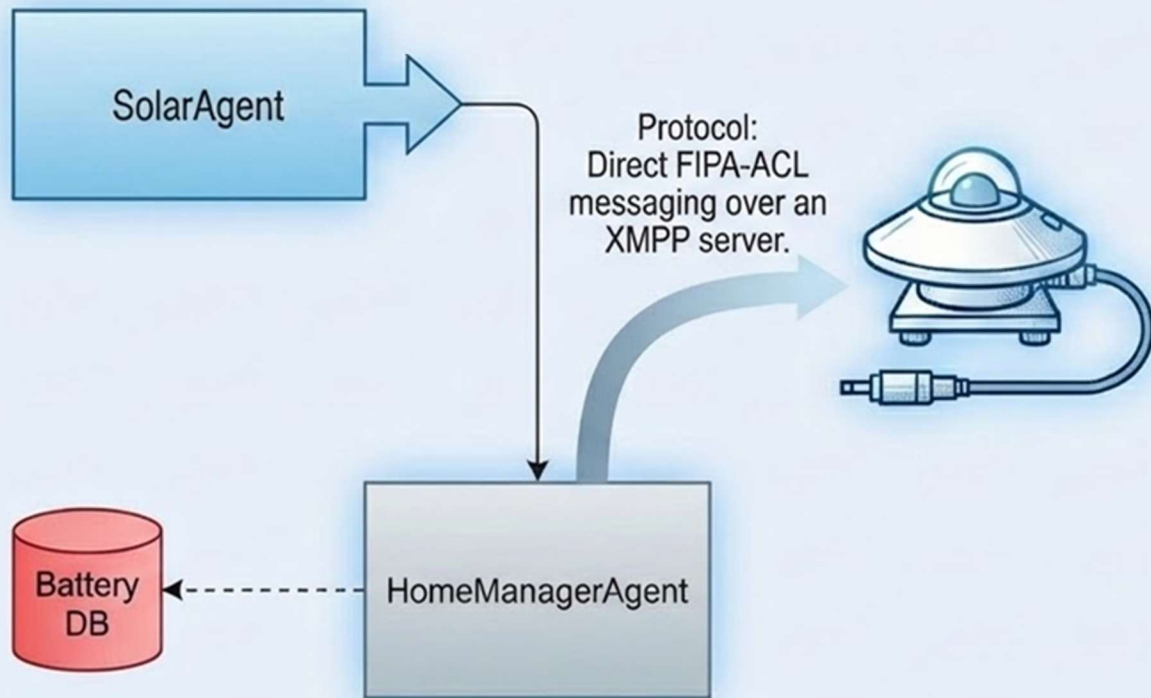 SolarAgent
Protocol:
Direct FIPA-ACL
messaging over an
XMPP server.
Battery
DB
HomeManagerAgent